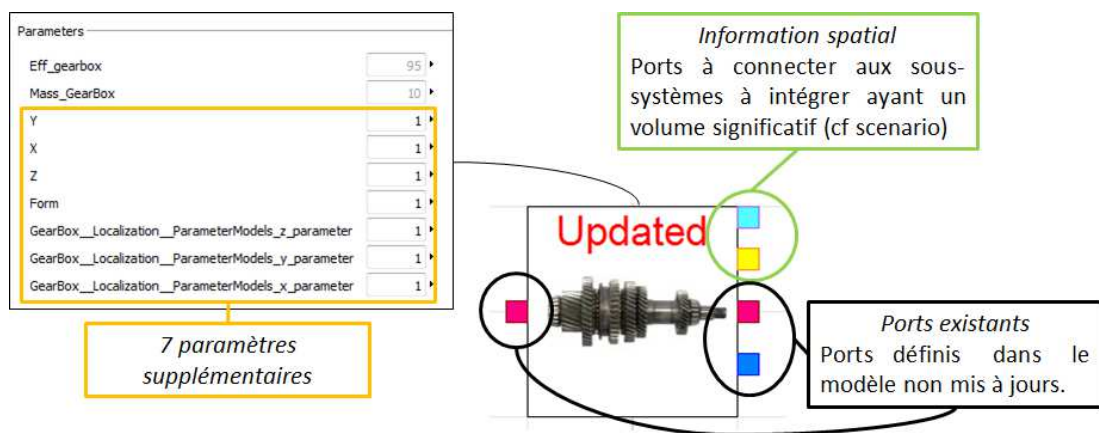 Parameters
Eff_gearbox 95
Mass_GearBox 10
Y 1
X 1
Z 1
Form 1
GearBox__Localization__ParameterModels_z_parameter 1
GearBox__Localization__ParameterModels_y_parameter 1
GearBox__Localization__ParameterModels_x_parameter 1
7 paramètres
supplémentaires
Information spatial
Ports à connecter aux sous-
systèmes à intégrer ayant un
volume significatif (cf scenario)
Updated
Ports existants
Ports définis dans le
modèle non mis à jours.